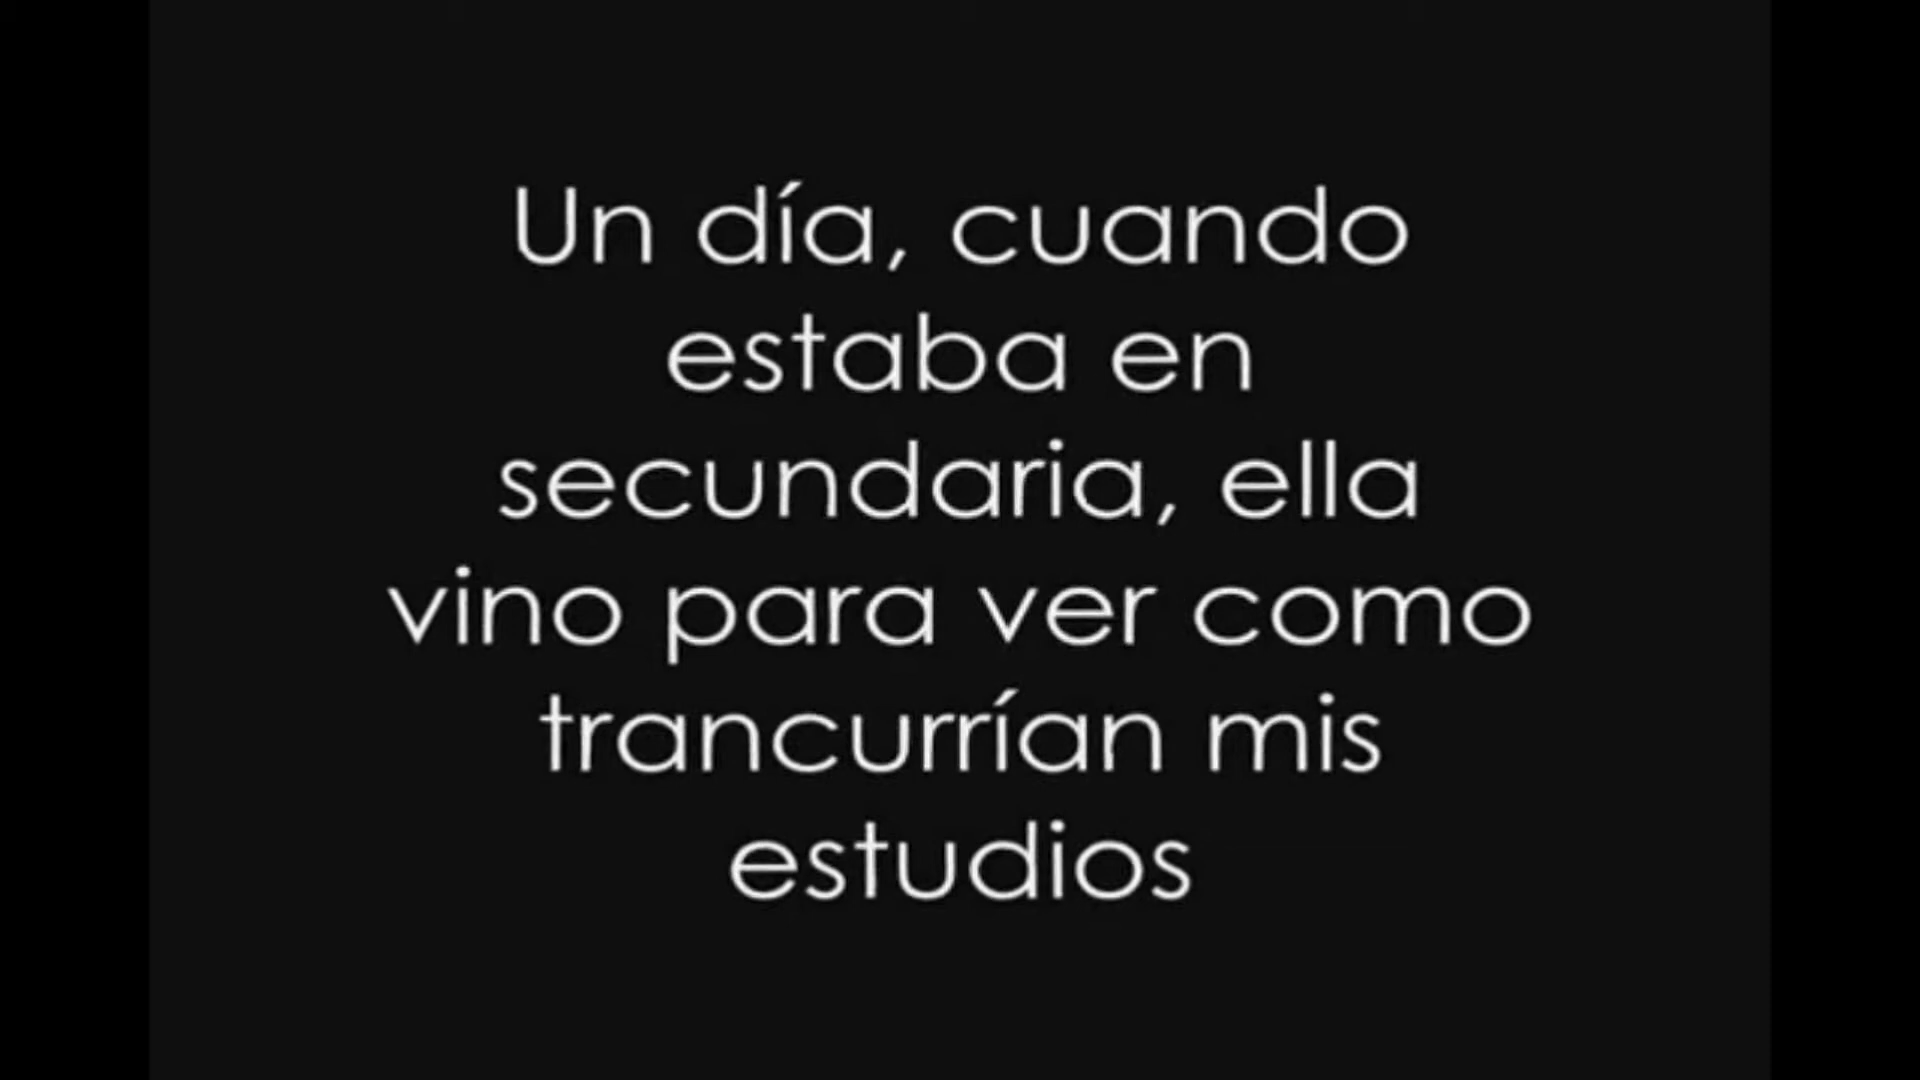 Un día, cuando
estaba en
secundaria, ella
vino para ver como
trancurrían mis
estudios